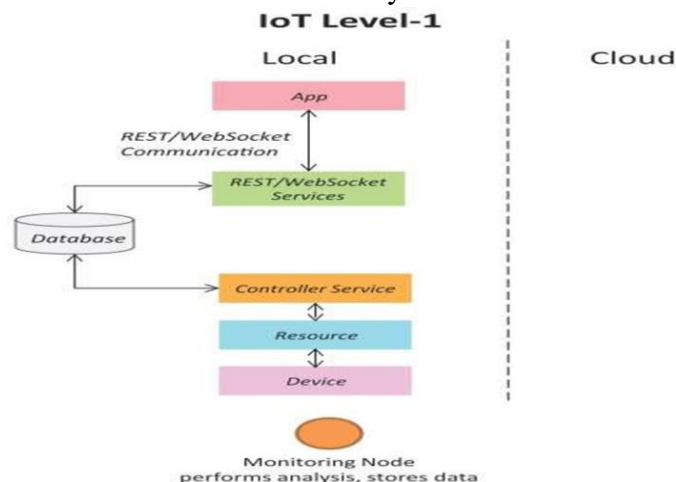 IoT Level-1
Local
Cloud
App
REST/WebSocket
Communication
REST/WebSocket
Services
Database
Controller Service
Resource
Device
Monitoring Node
performs analysis, stores data